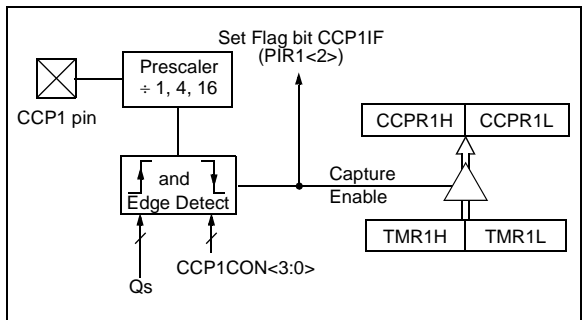 Set Flag bit CCP1IF
(PIR1<2>)
Prescaler
÷ 1, 4, 16
CCP1 pin
CCPR1H CCPR1L
and
Edge Detect
Capture
Enable
TMR1H TMR1L
CCP1CON<3:0>
Qs